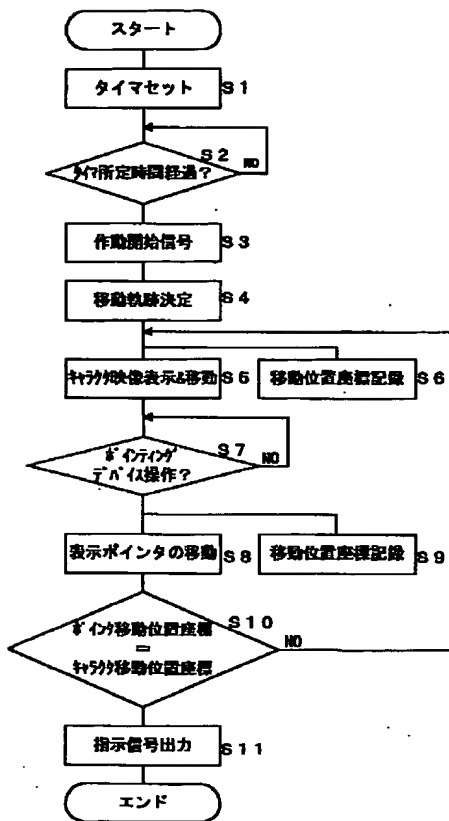 スタート
タイマセット S1
S2
ﾀｲﾏ所定時間経過? NO
作動開始信号 S3
移動軌跡決定 S4
ｷｬﾗｸﾀ映像表示&移動 S5
移動位置座標記録 S6
S7
ﾎﾟｲﾝﾃｨﾝｸﾞ
ﾃﾞﾊﾞｲｽ操作? NO
表示ポインタの移動 S8
移動位置座標記録 S9
S10
ﾎﾟｲﾝﾀ移動位置座標
=
ｷｬﾗｸﾀ移動位置座標
NO
指示信号出力 S11
エンド